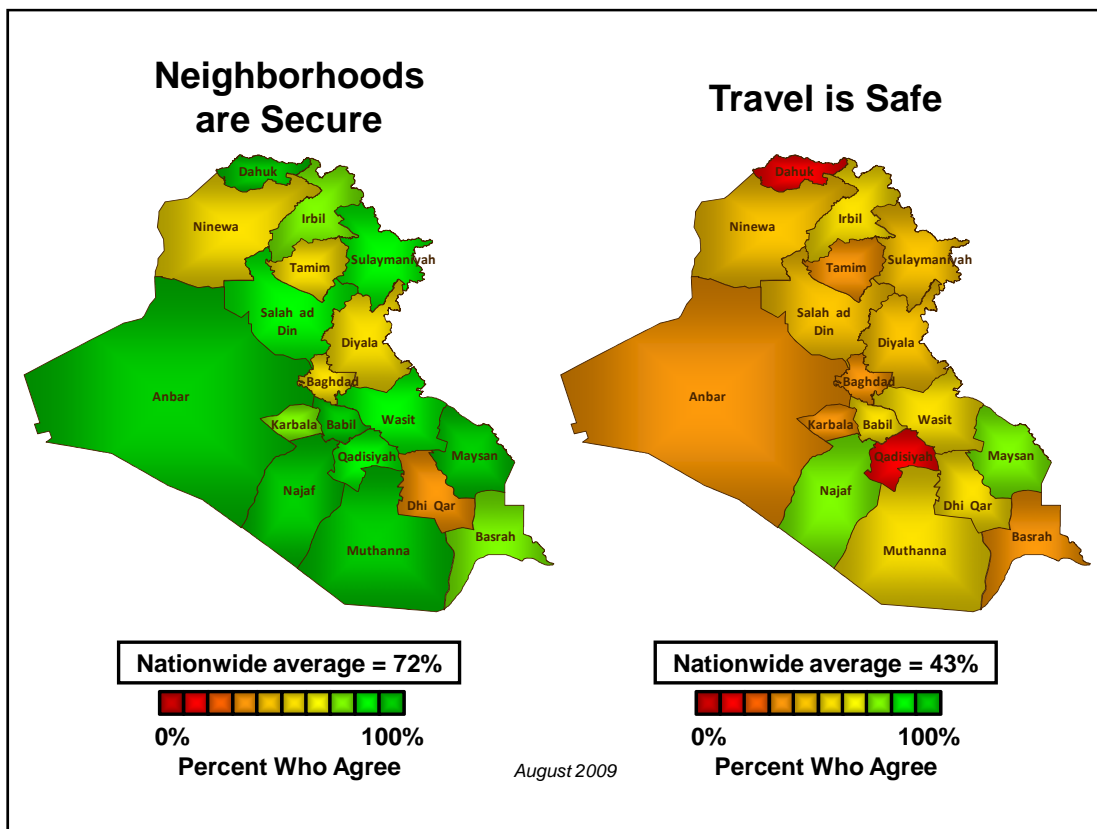 Neighborhoods
are Secure
Dahuk
Ninewa
Irbil
Tamim
Sulaymaniyah
Salah ad
Din
Diyala
Baghdad
Anbar
Karbala
Babil
Wasit
Qadisiyah
Maysan
Najaf
Dhi Qar
Muthanna
Basrah
Nationwide average = 72%
0%
100%
Percent Who Agree
Travel is Safe
Dahuk
Ninewa
Irbil
Tamim
Sulaymaniyah
Salah ad
Din
Diyala
Baghdad
Anbar
Karbala
Babil
Wasit
Qadisiyah
Maysan
Najaf
Dhi Qar
Muthanna
Basrah
Nationwide average = 43%
0%
100%
Percent Who Agree
August 2009